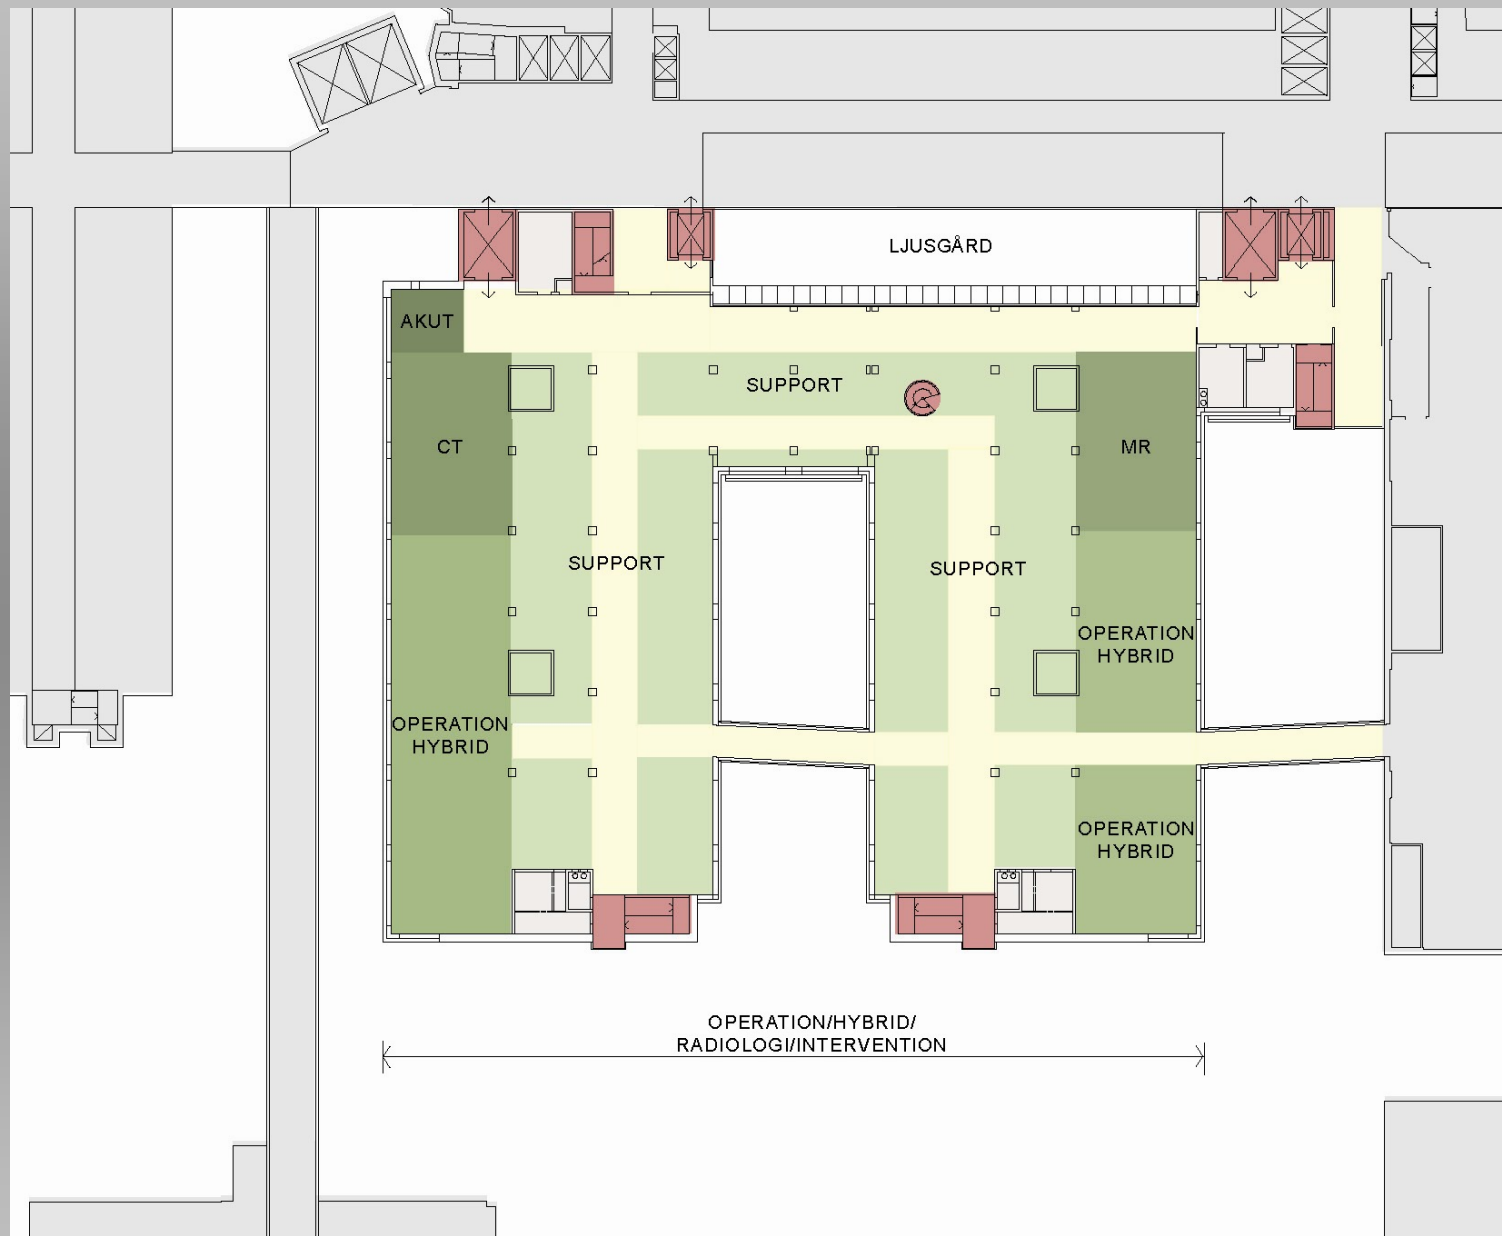 LJUSGÅRD
AKUT
SUPPORT
CT
MR
SUPPORT
SUPPORT
OPERATION
HYBRID
OPERATION
HYBRID
OPERATION
HYBRID
OPERATION/HYBRID/
RADIOLOGI/INTERVENTION